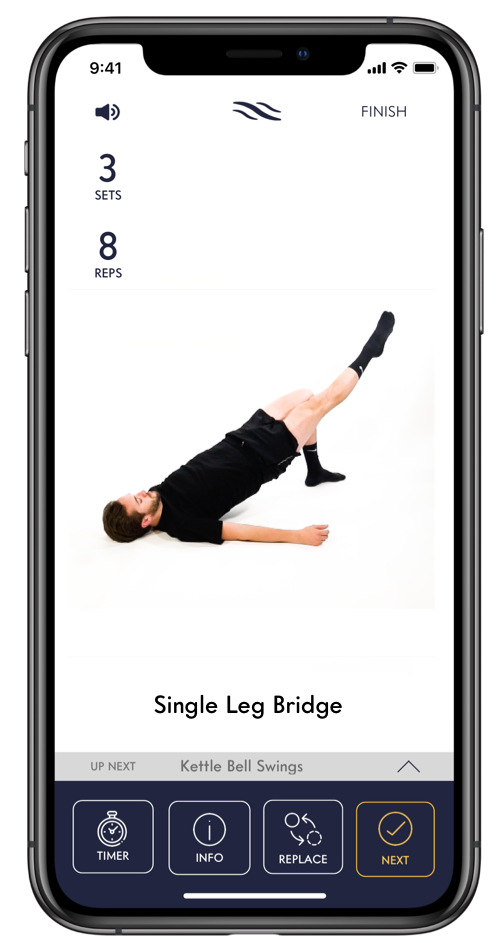 9:41
FINISH
3
SETS
8
REPS
Single Leg Bridge
UP NEXT Kettle Bell Swings
TIMER
INFO
REPLACE
NEXT